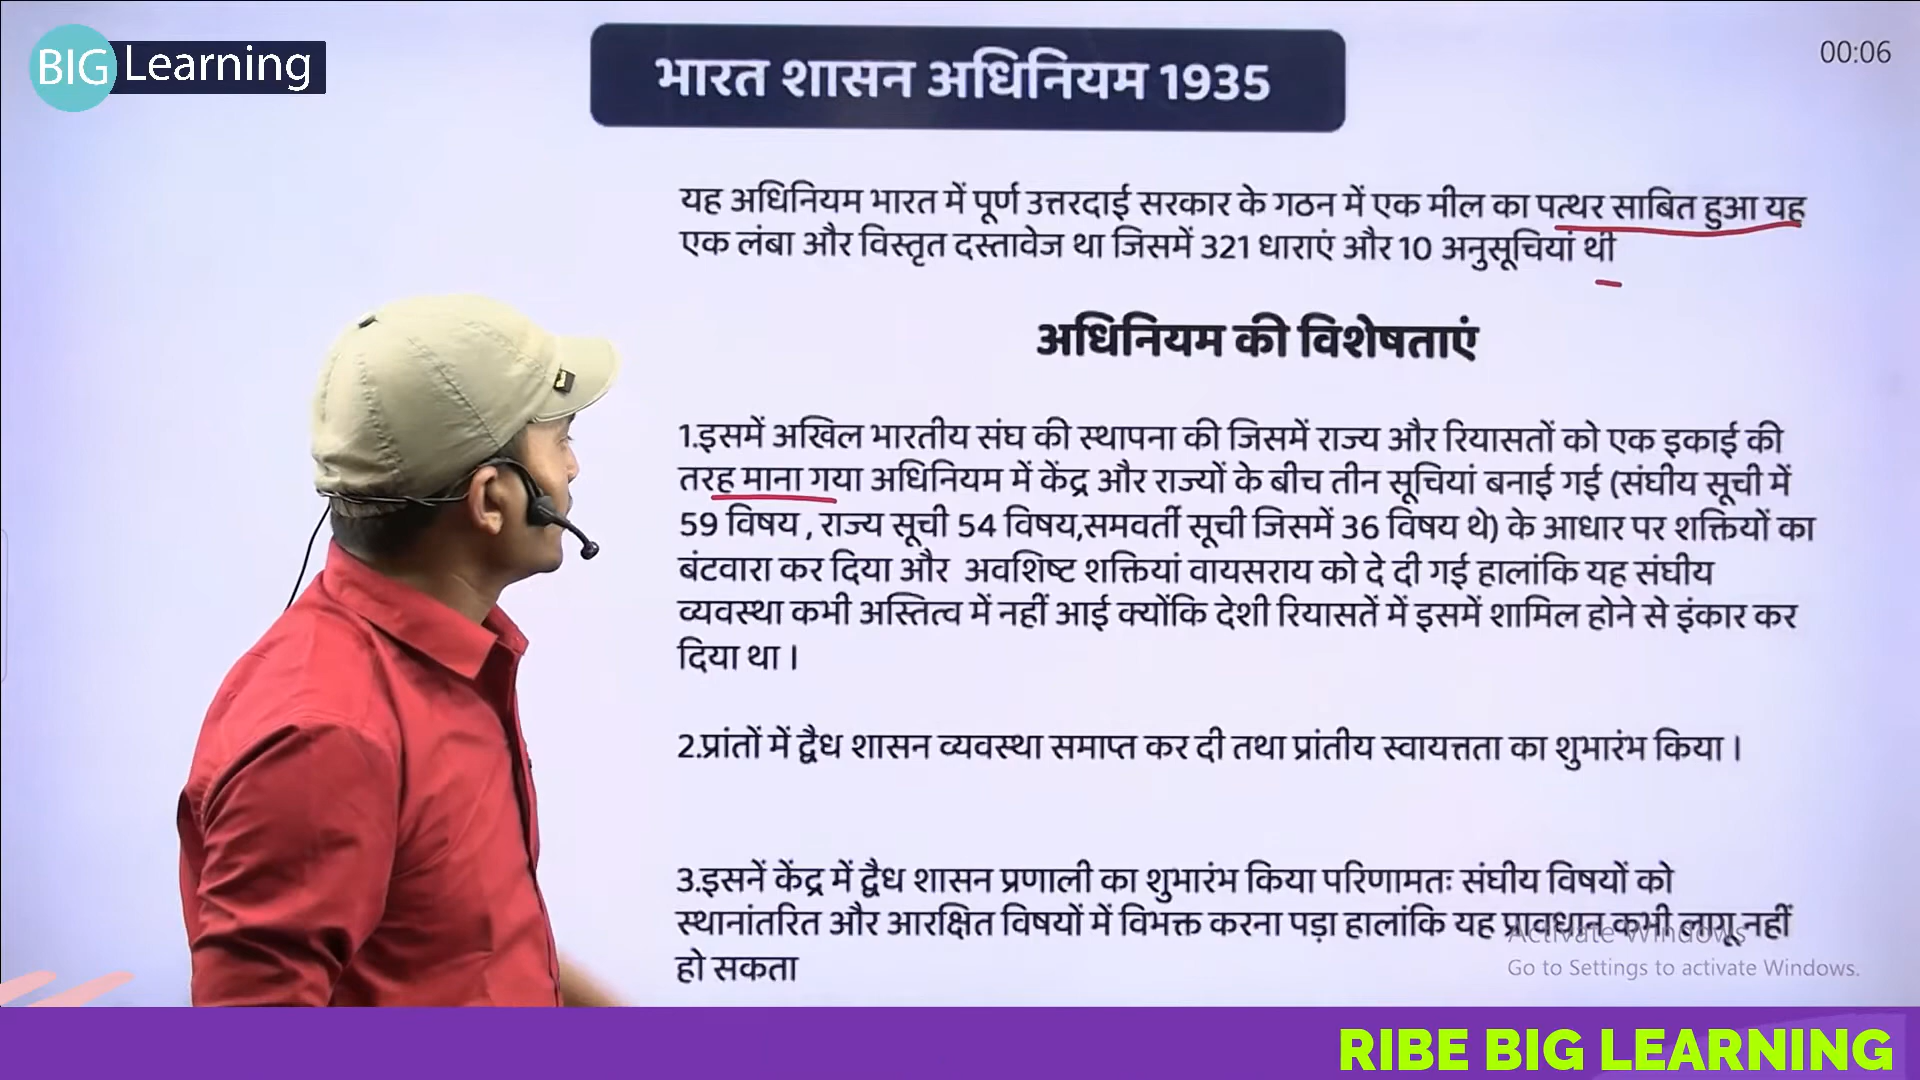 BIG Learning
भारत शासन अधिनियम 1935
00:06
यह अधिनियम भारत में पूर्ण उत्तरदाई सरकार के गठन में एक मील का पत्थर साबित हुआ यह
एक लंबा और विस्तृत दस्तावेज था जिसमें 321 धाराएं और 10 अनुसूचियां थी
अधिनियम की विशेषताएं
1.इसमें अखिल भारतीय संघ की स्थापना की जिसमें राज्य और रियासतों को एक इकाई की
तरह माना गया अधिनियम में केंद्र और राज्यों के बीच तीन सूचियां बनाई गई (संघीय सूची में
59 विषय , राज्य सूची 54 विषय,समवर्ती सूची जिसमें 36 विषय थे) के आधार पर शक्तियों का
बंटवारा कर दिया और अवशिष्ट शक्तियां वायसराय को दे दी गई हालांकि यह संघीय
व्यवस्था कभी अस्तित्व में नहीं आई क्योंकि देशी रियासतें में इसमें शामिल होने से इंकार कर
दिया था ।
2.प्रांतों में द्वैध शासन व्यवस्था समाप्त कर दी तथा प्रांतीय स्वायत्तता का शुभारंभ किया ।
3.इसनें केंद्र में द्वैध शासन प्रणाली का शुभारंभ किया परिणामतः संघीय विषयों को
स्थानांतरित और आरक्षित विषयों में विभक्त करना पड़ा हालांकि यह प्रावधान कभी लागू नहीं
हो सकता
Activate Windows
Go to Settings to activate Windows.
RIBE BIG LEARNING